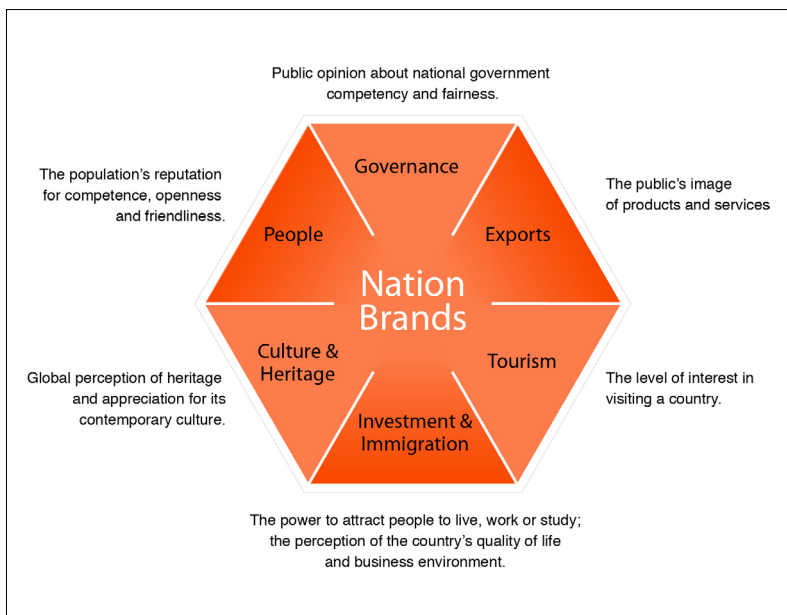 Public opinion about national government
competency and fairness.
Governance
The population’s reputation
for competence, openness
and friendliness.
People
Exports
The public’s image
of products and services
Nation
Brands
Culture &
Heritage
Tourism
Global perception of heritage
and appreciation for its
contemporary culture.
The level of interest in
visiting a country.
Investment &
Immigration
The power to attract people to live, work or study;
the perception of the country’s quality of life
and business environment.